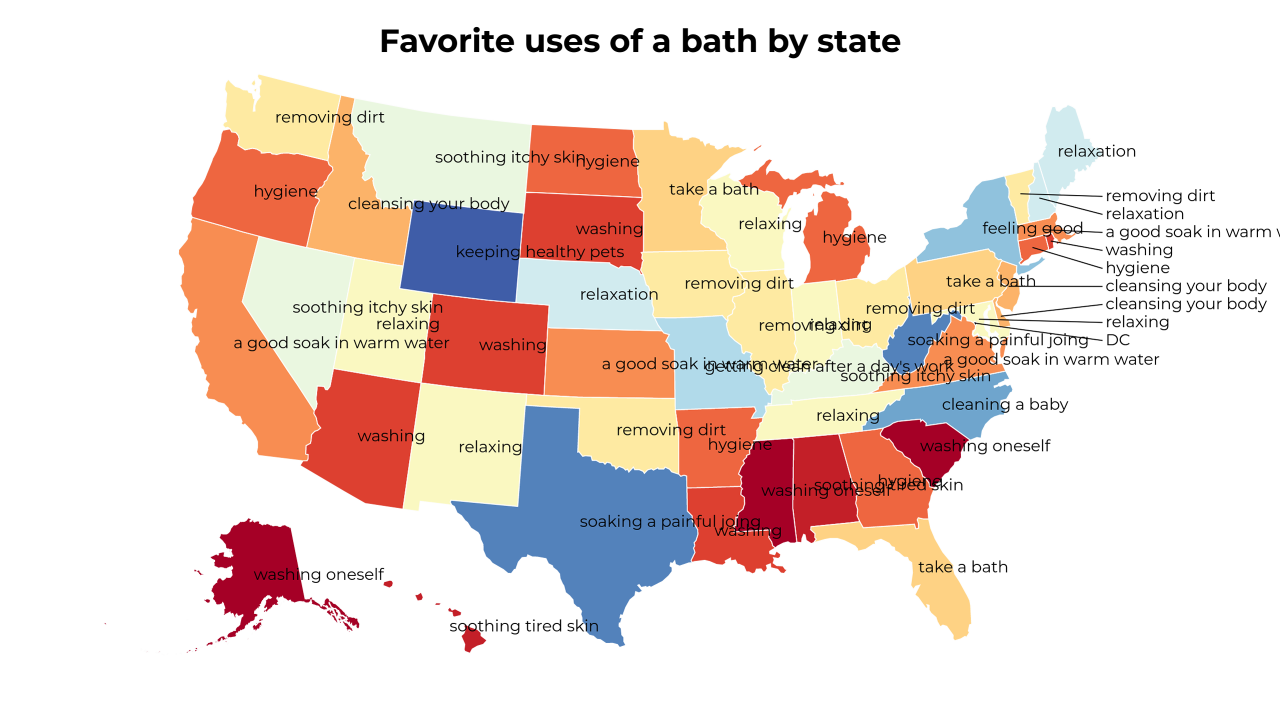 Favorite uses of a bath by state
removing dirt
relaxation
soothing itchy skin
hygiene
take a bath
hygiene
removing dirt
cleansing your body
relaxation
washing
relaxing
feeling good
a good soak in warm w
hygiene
washing
keeping healthy pets
hygiene
take a bath
removing dirt
cleansing your body
relaxation
cleansing your body
soothing itchy skin
removing dirt
relaxing
relaxing
removing dirt
relaxing
DC
a good soak in warm water
washing
soaking a painful joing
a good soak in warm water
a good soak in warm water
getting clean after a day's work
soothing itchy skin
cleaning a baby
relaxing
removing dirt
washing
relaxing
hygiene
washing oneself
hygiene
soothing tired skin
washing oneself
soaking a painful joing
washing
take a bath
washing oneself
soothing tired skin